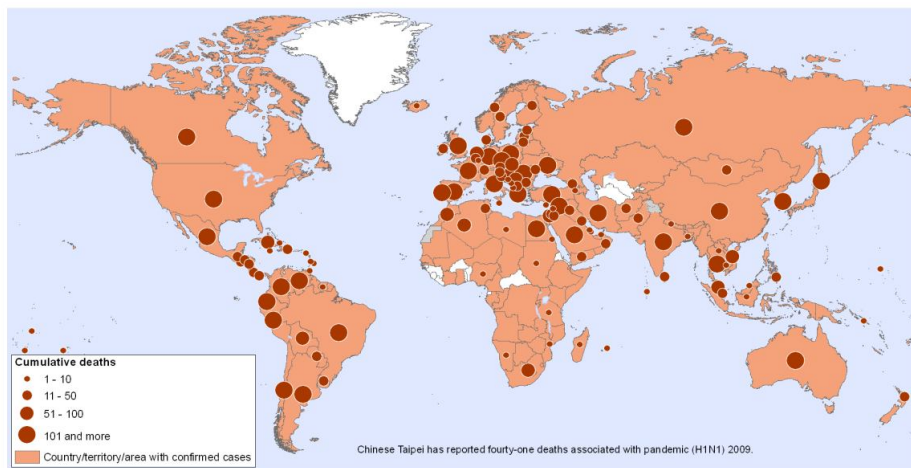 Cumulative deaths
1 - 10
11 - 50
51 - 100
101 and more
Country/territory/area with confirmed cases
Chinese Taipei has reported fourty-one deaths associated with pandemic (H1N1) 2009.